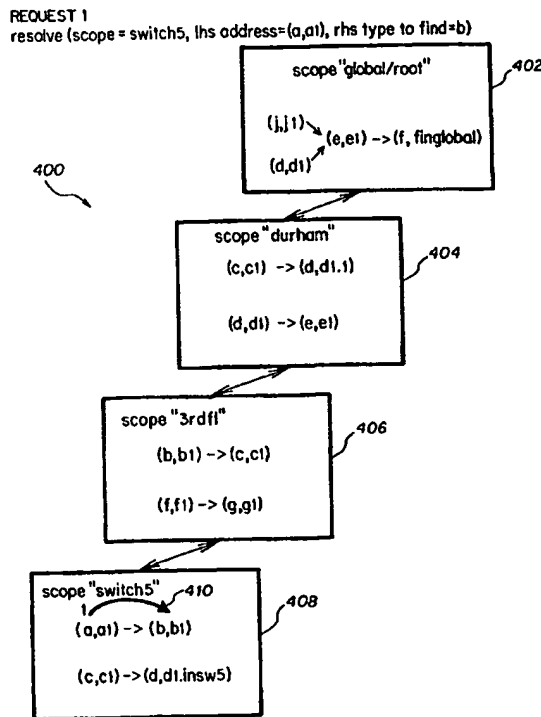 REQUEST 1
resolve (scope = switch5, lhs address=(a,a1), rhs type to find=b)
scope "global/root"
402
(j,j1)
(e,e1) -> (f, finglobal)
(d,d1)
400
scope "durham"
404
(c,c1) -> (d,d1.1)
(d,d1) -> (e,e1)
scope "3rdfl"
406
(b,b1) -> (c,c1)
(f,f1) -> (g,g1)
scope "switch5"
410
408
1
(a,a1) -> (b,b1)
(c,c1) -> (d,d1.insw5)